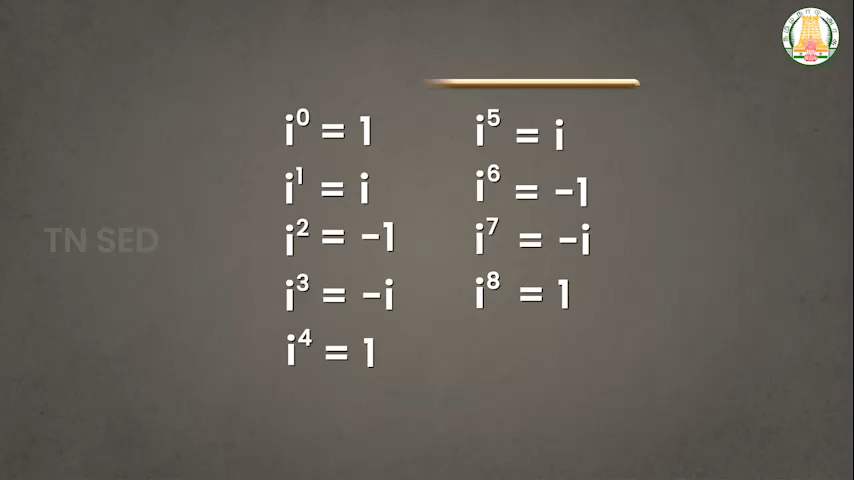 i⁰ = 1
i¹ = i
i² = -1
i³ = -i
i⁴ = 1
i⁵ = i
i⁶ = -1
i⁷ = -i
i⁸ = 1
TN SED